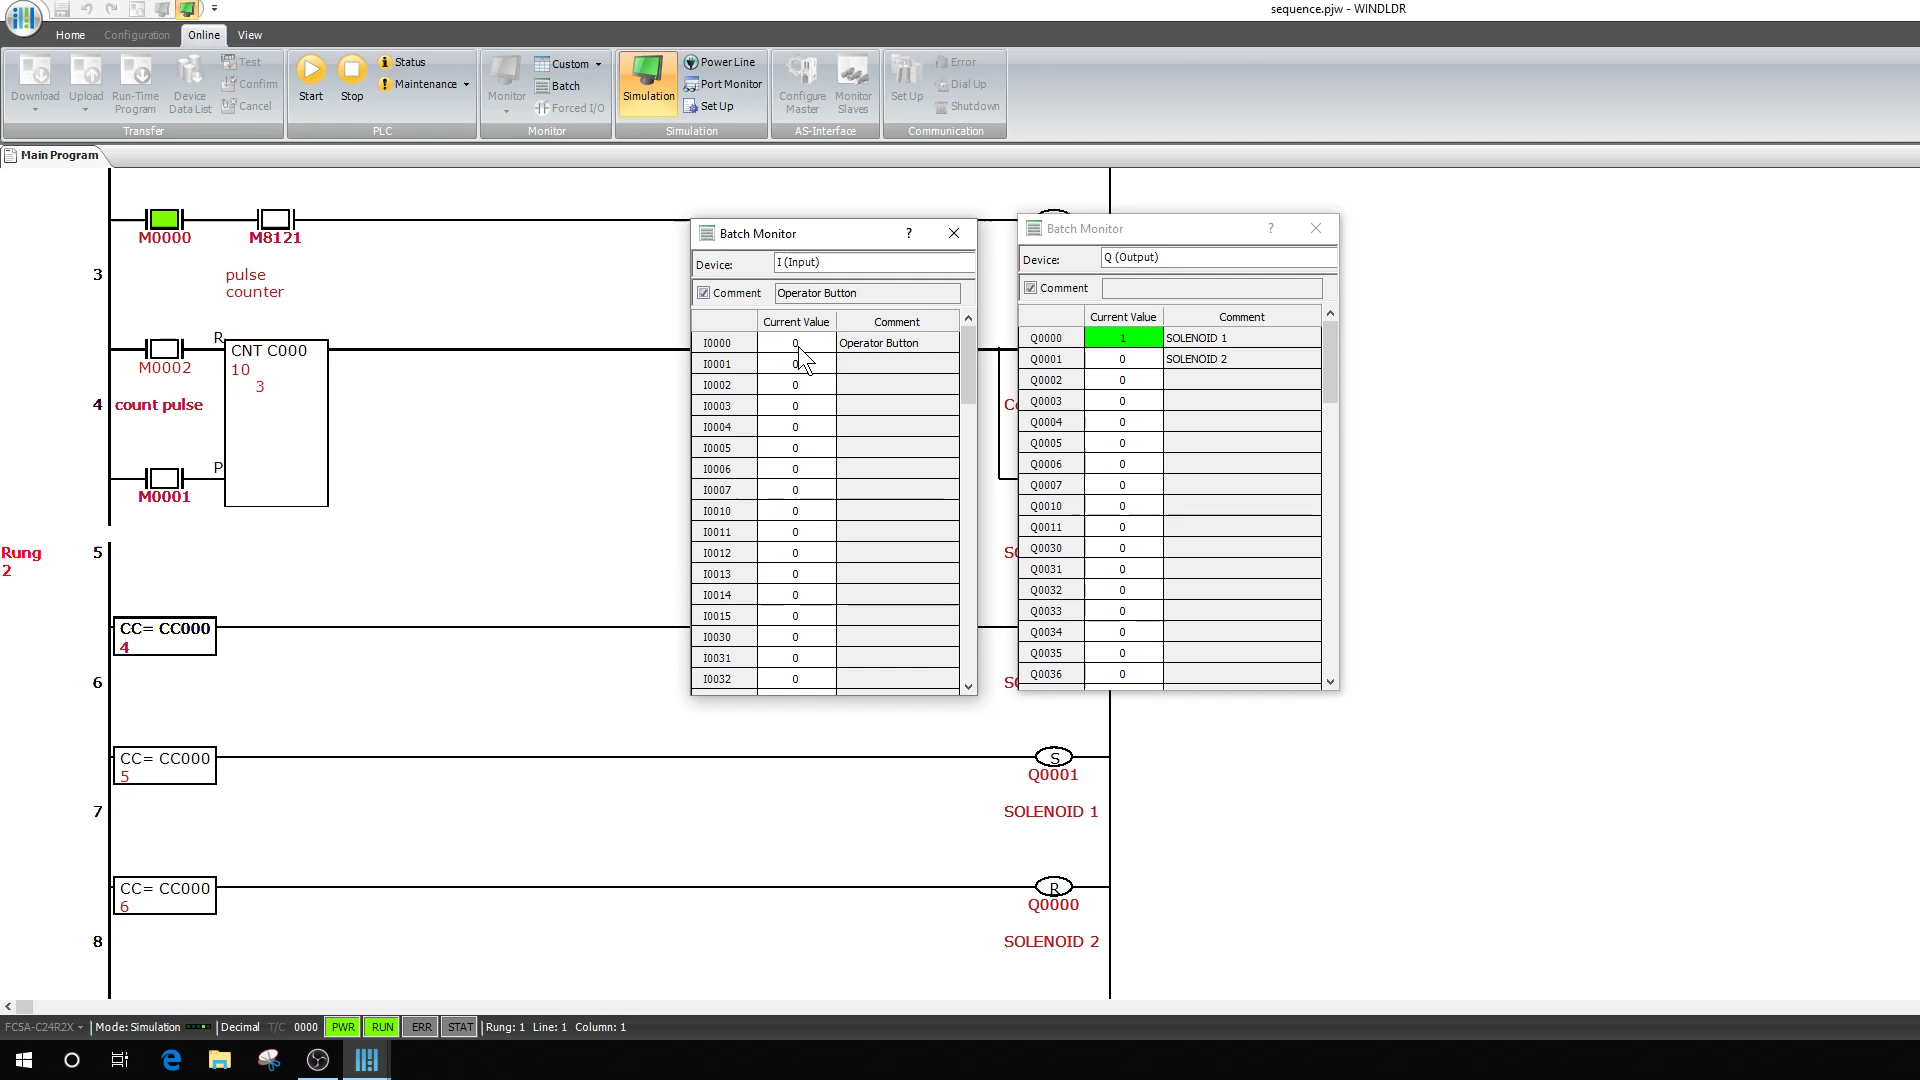 sequence.pjw - WINDLDR
Home Configuration Online View
Download Upload Run-Time Program Device Data List Test Confirm Cancel
Transfer
Start Stop Status Maintenance
PLC
Monitor Custom Batch Forced I/O
Monitor
Simulation Power Line Port Monitor Set Up
Simulation
Configure Master Monitor Slaves
AS-Interface
Set Up Error Dial Up Shutdown
Communication
Main Program
M0000 M8121
3 pulse
counter
M0002 R CNT C000
10
3
4 count pulse
M0001 P
Rung 2
5
CC= CC000
4
6
CC= CC000
5
S
Q0001
7 SOLENOID 1
CC= CC000
6
R
Q0000
8 SOLENOID 2
Batch Monitor ?
Device: I (Input)
Comment Operator Button
Current Value Comment
I0000 0 Operator Button
I0001 0
I0002 0
I0003 0
I0004 0
I0005 0
I0006 0
I0007 0
I0010 0
I0011 0
I0012 0
I0013 0
I0014 0
I0015 0
I0030 0
I0031 0
I0032 0
Batch Monitor ?
Device: Q (Output)
Comment
Current Value Comment
Q0000 1 SOLENOID 1
Q0001 0 SOLENOID 2
Q0002 0
Q0003 0
Q0004 0
Q0005 0
Q0006 0
Q0007 0
Q0010 0
Q0011 0
Q0030 0
Q0031 0
Q0032 0
Q0033 0
Q0034 0
Q0035 0
Q0036 0
FC5A-C24R2X Mode: Simulation Decimal T/C 0000 PWR RUN ERR STAT Rung: 1 Line: 1 Column: 1